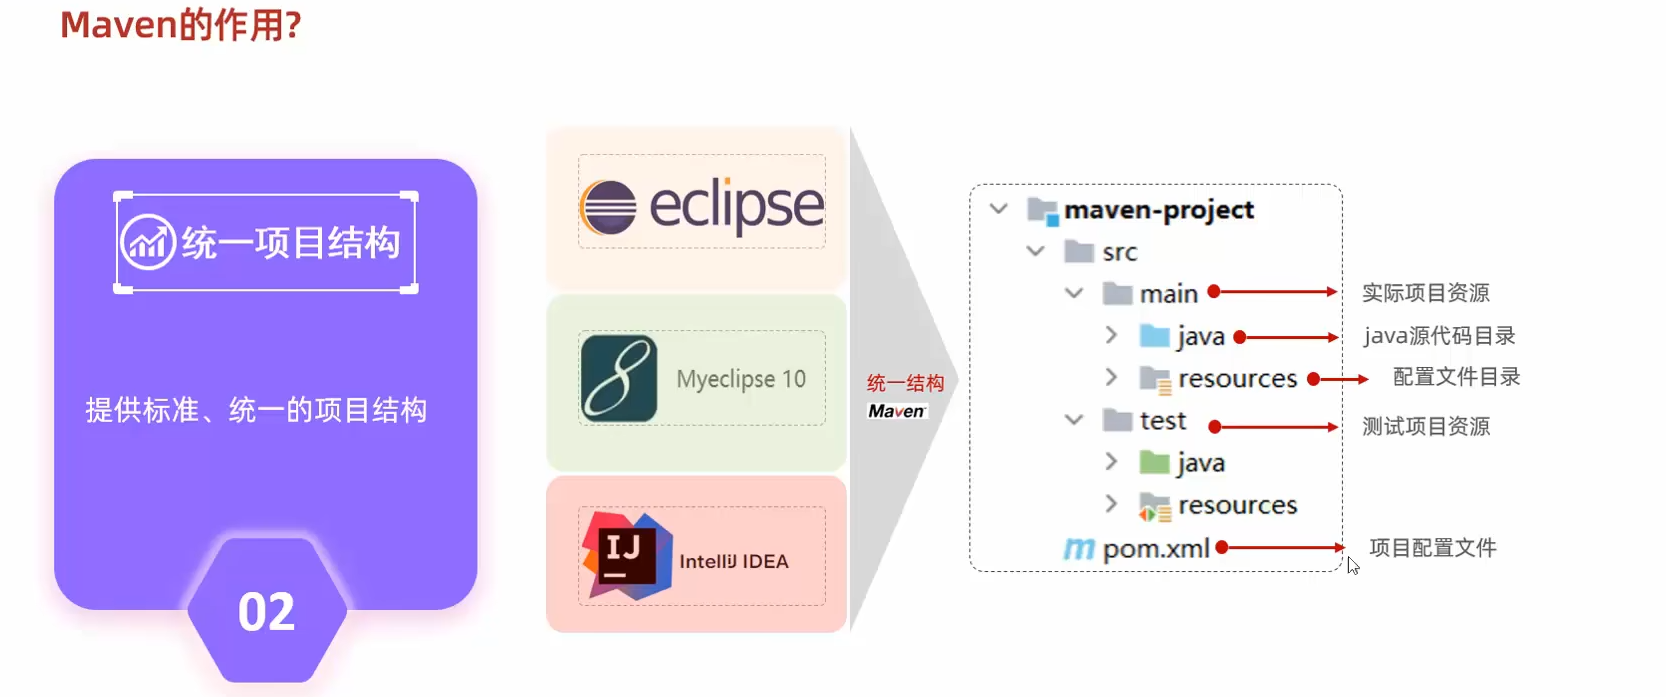 Maven的作用?
统一项目结构
提供标准、统一的项目结构
02
eclipse
Myeclipse 10
IJ
IntelliJ IDEA
统一结构
Maven
maven-project
src
main
实际项目资源
java
java源代码目录
resources
配置文件目录
test
测试项目资源
java
resources
m pom.xml
项目配置文件